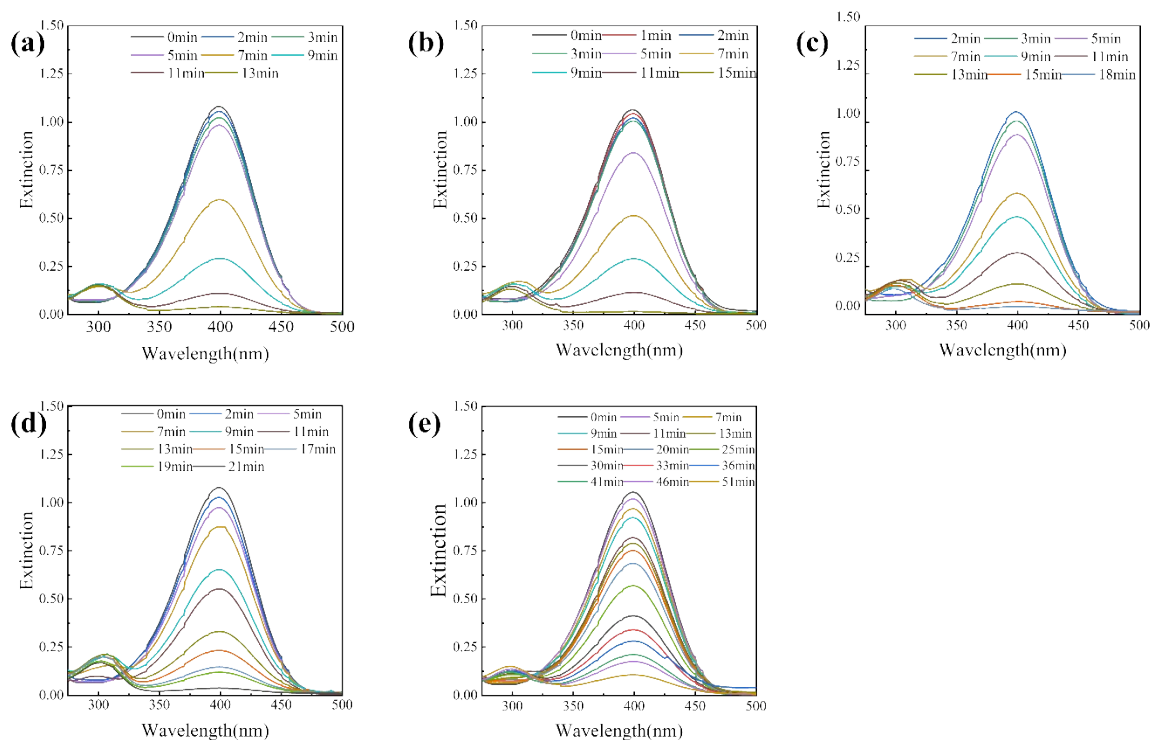 (a)
1.50
1.25
1.00
0.75
0.50
0.25
0.00
Extinction
0min 2min 3min
5min 7min 9min
11min 13min
300 350 400 450 500
Wavelength(nm)
(b)
1.50
1.25
1.00
0.75
0.50
0.25
0.00
Extinction
0min 1min 2min
3min 5min 7min
9min 11min 15min
300 350 400 450 500
Wavelength(nm)
(c)
1.50
1.25
1.00
0.75
0.50
0.25
0.00
Extinction
2min 3min 5min
7min 9min 11min
13min 15min 18min
300 350 400 450 500
Wavelength(nm)
(d)
1.50
1.25
1.00
0.75
0.50
0.25
0.00
Extinction
0min 2min 5min
7min 9min 11min
13min 15min 17min
19min 21min
300 350 400 450 500
Wavelength(nm)
(e)
1.50
1.25
1.00
0.75
0.50
0.25
0.00
Extinction
0min 5min 7min
9min 11min 13min
15min 20min 25min
30min 33min 36min
41min 46min 51min
300 350 400 450 500
Wavelength(nm)